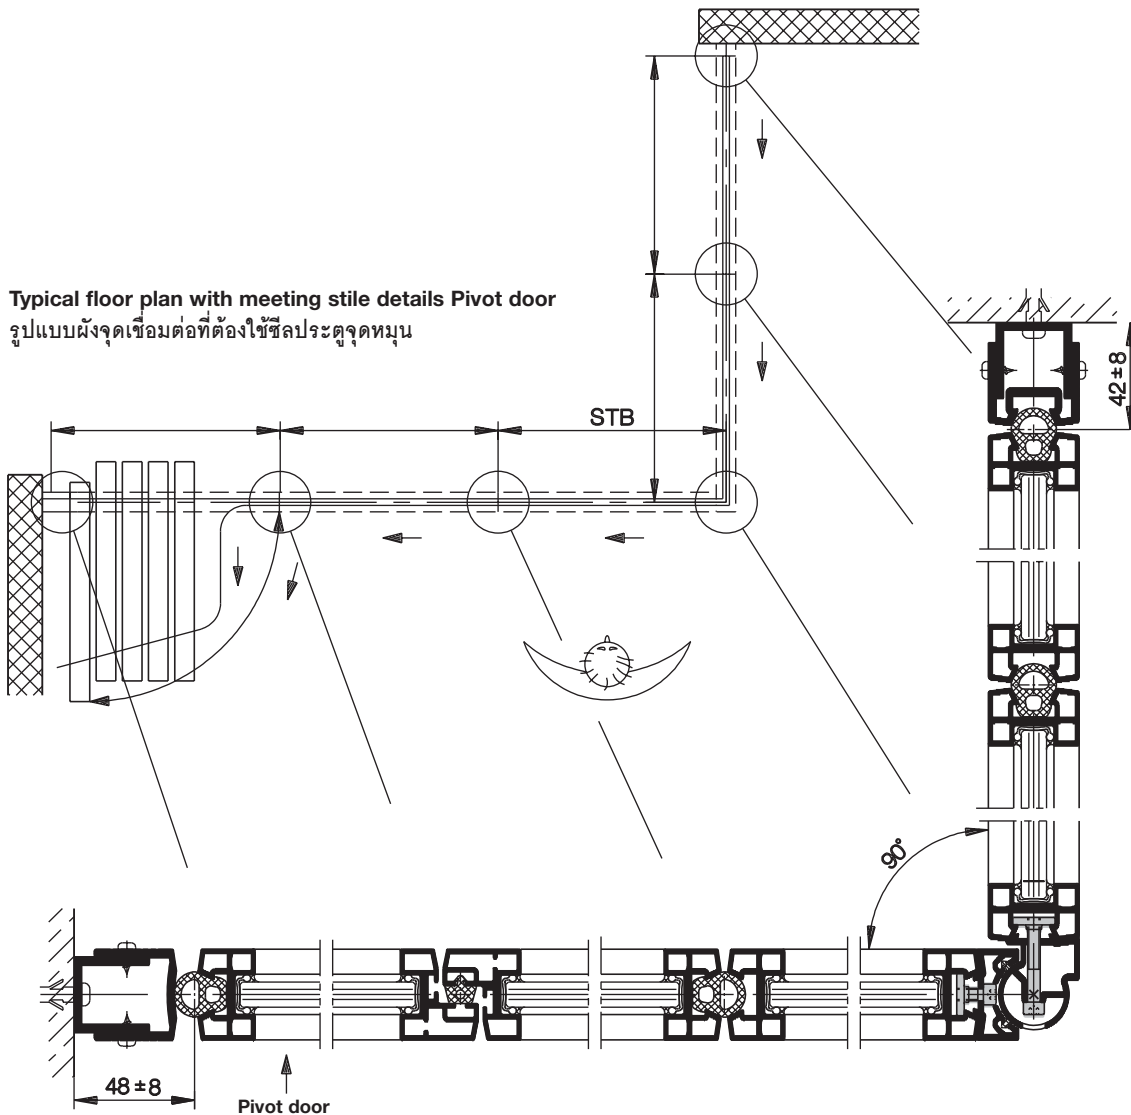 Typical floor plan with meeting stile details Pivot door
รูปแบบผังจุดเชื่อมต่อที่ต้องใช้ซีลประตูจุดหมุน
STB
42±8
90°
48±8
Pivot door